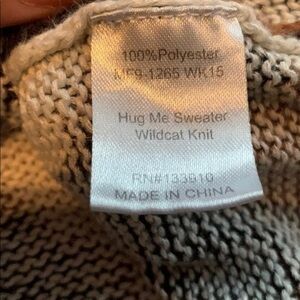 100%Polyester
MF9-1265 WK15
Hug Me Sweater
Wildcat Knit
RN#133910
MADE IN CHINA